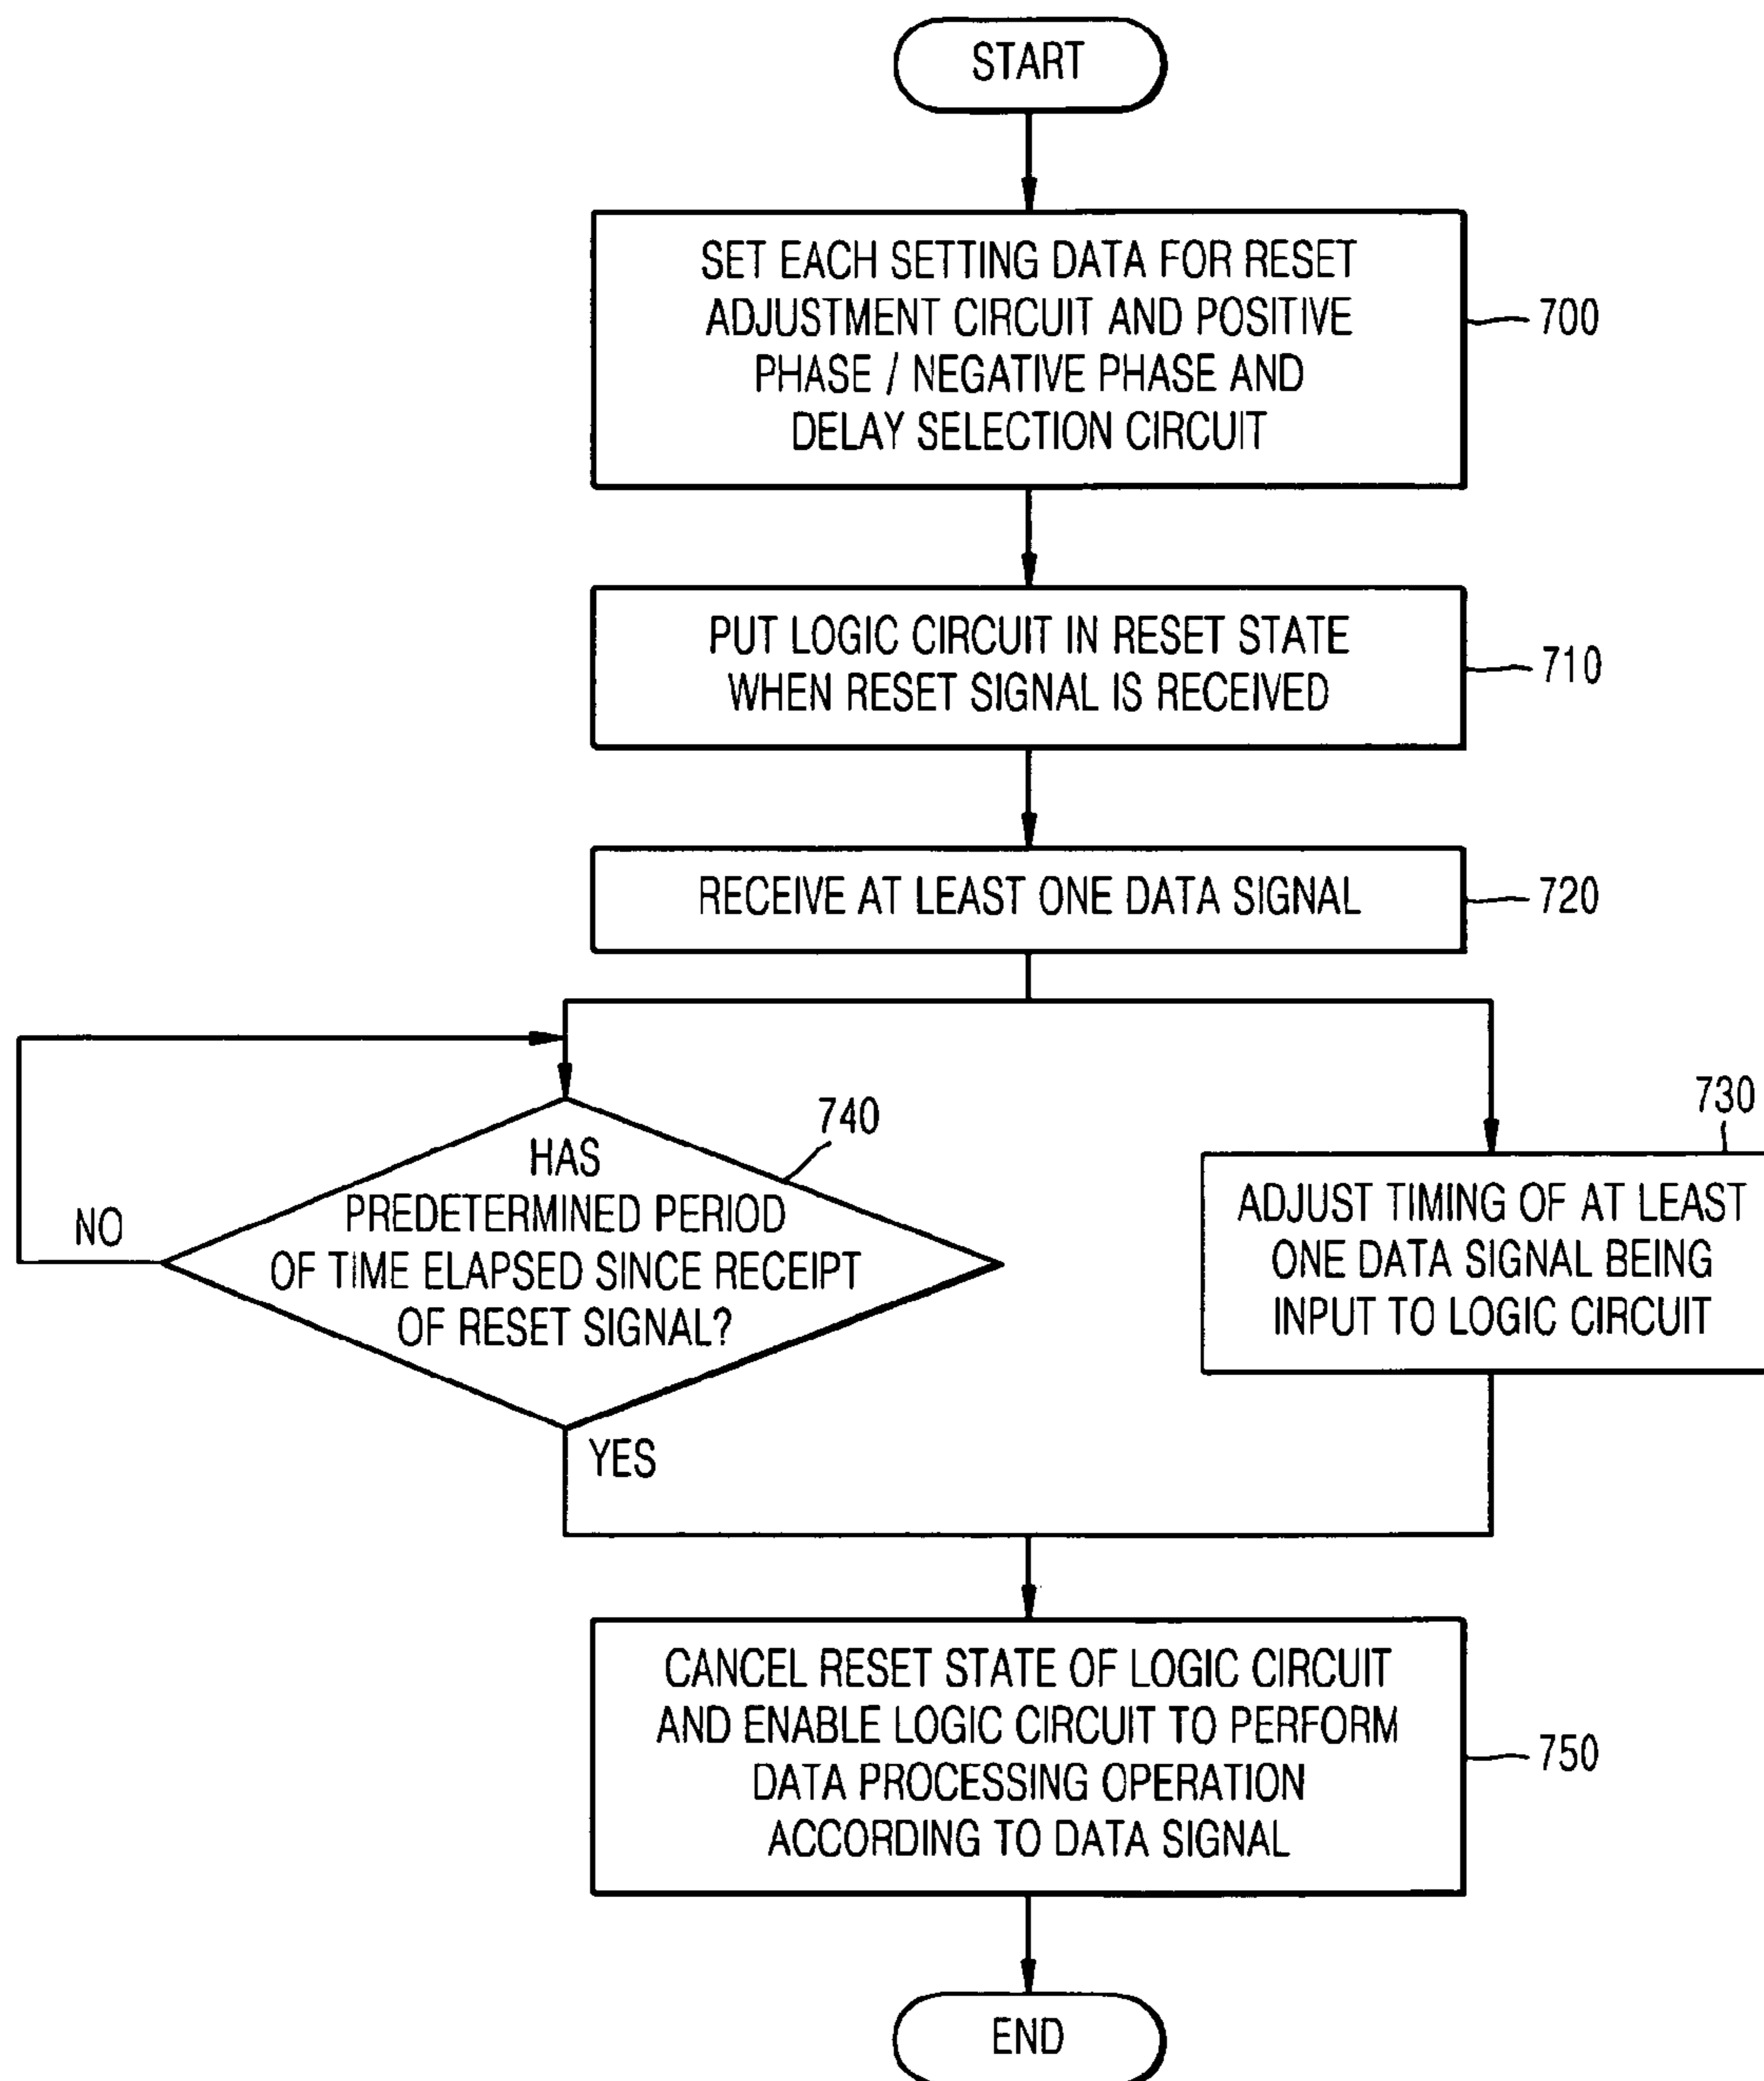 START
SET EACH SETTING DATA FOR RESET
ADJUSTMENT CIRCUIT AND POSITIVE
PHASE / NEGATIVE PHASE AND
DELAY SELECTION CIRCUIT
700
PUT LOGIC CIRCUIT IN RESET STATE
WHEN RESET SIGNAL IS RECEIVED
710
RECEIVE AT LEAST ONE DATA SIGNAL
720
740
HAS
PREDETERMINED PERIOD
OF TIME ELAPSED SINCE RECEIPT
OF RESET SIGNAL?
NO
YES
730
ADJUST TIMING OF AT LEAST
ONE DATA SIGNAL BEING
INPUT TO LOGIC CIRCUIT
CANCEL RESET STATE OF LOGIC CIRCUIT
AND ENABLE LOGIC CIRCUIT TO PERFORM
DATA PROCESSING OPERATION
ACCORDING TO DATA SIGNAL
750
END